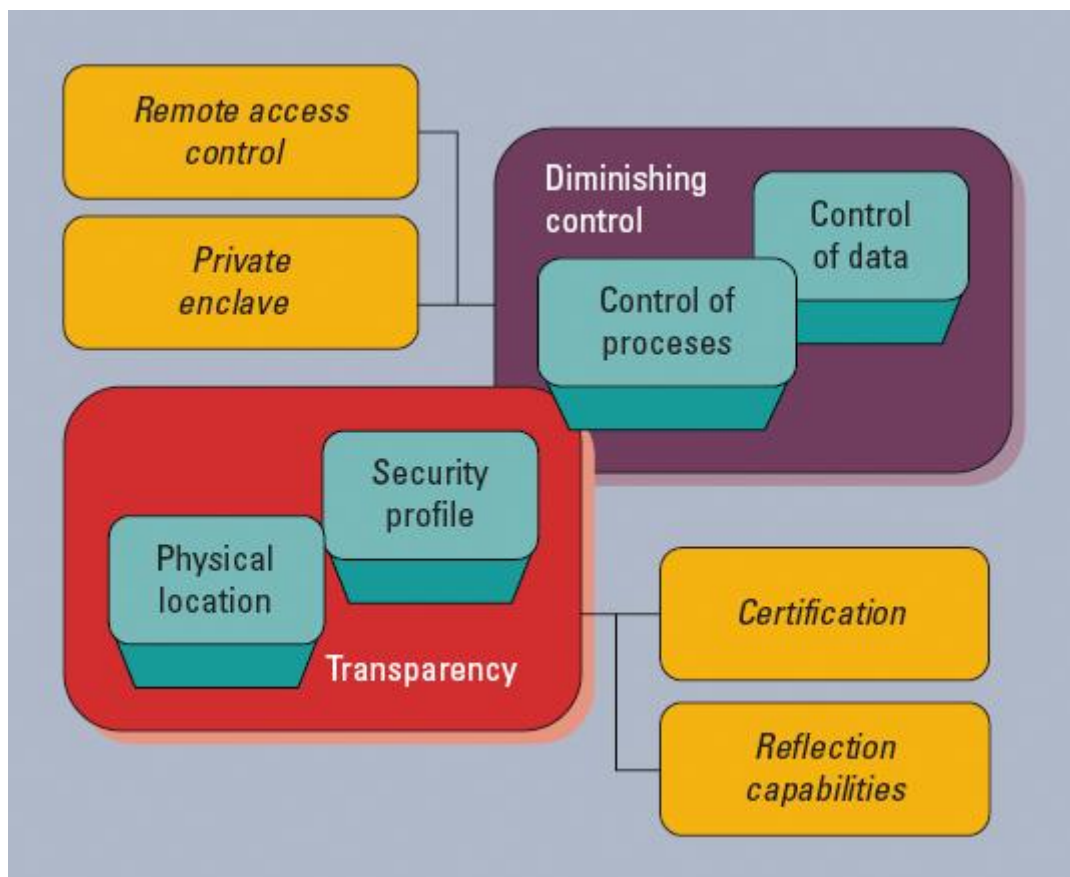 Remote access
control
Private
enclave
Diminishing
control
Control
of data
Control of
proceses
Security
profile
Physical
location
Transparency
Certification
Reflection
capabilities